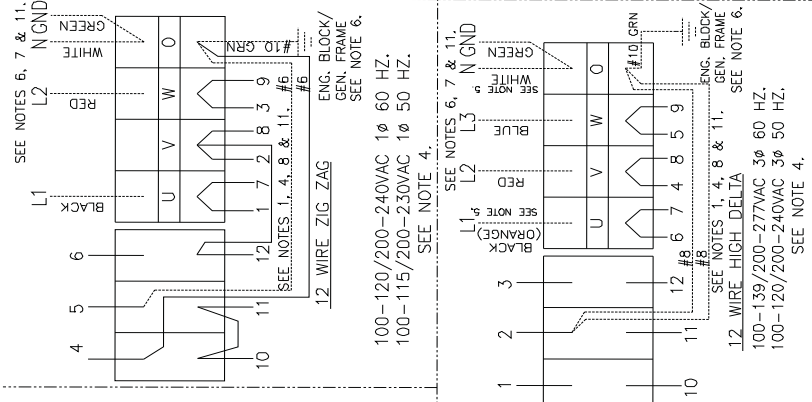 SEE NOTES 6, 7 & 11.
L1
L2
N GND
BLACK
RED
WHITE
GREEN
U
V
W
O
1
7
2
8
3
9
#10 GRN
#6
#6
ENG. BLOCK/
GEN. FRAME
SEE NOTE 6.
SEE NOTES 1, 4, 8 & 11.
4
5
6
10
11
12
12 WIRE ZIG ZAG
100-120/200-240VAC 1ø 60 HZ.
100-115/200-230VAC 1ø 50 HZ.
SEE NOTE 4.
SEE NOTES 6, 7 & 11.
L1
L2
L3
N GND
BLACK
(ORANGE)
SEE NOTE 5.
RED
BLUE
WHITE
SEE NOTE 5.
GREEN
U
V
W
O
6
7
4
8
5
9
#10 GRN
#8
#8
ENG. BLOCK/
GEN. FRAME
SEE NOTE 6.
SEE NOTES 1, 4, 8 & 11.
1
2
3
10
11
12
12 WIRE HIGH DELTA
100-139/200-277VAC 3ø 60 HZ.
100-120/200-240VAC 3ø 50 HZ.
SEE NOTE 4.